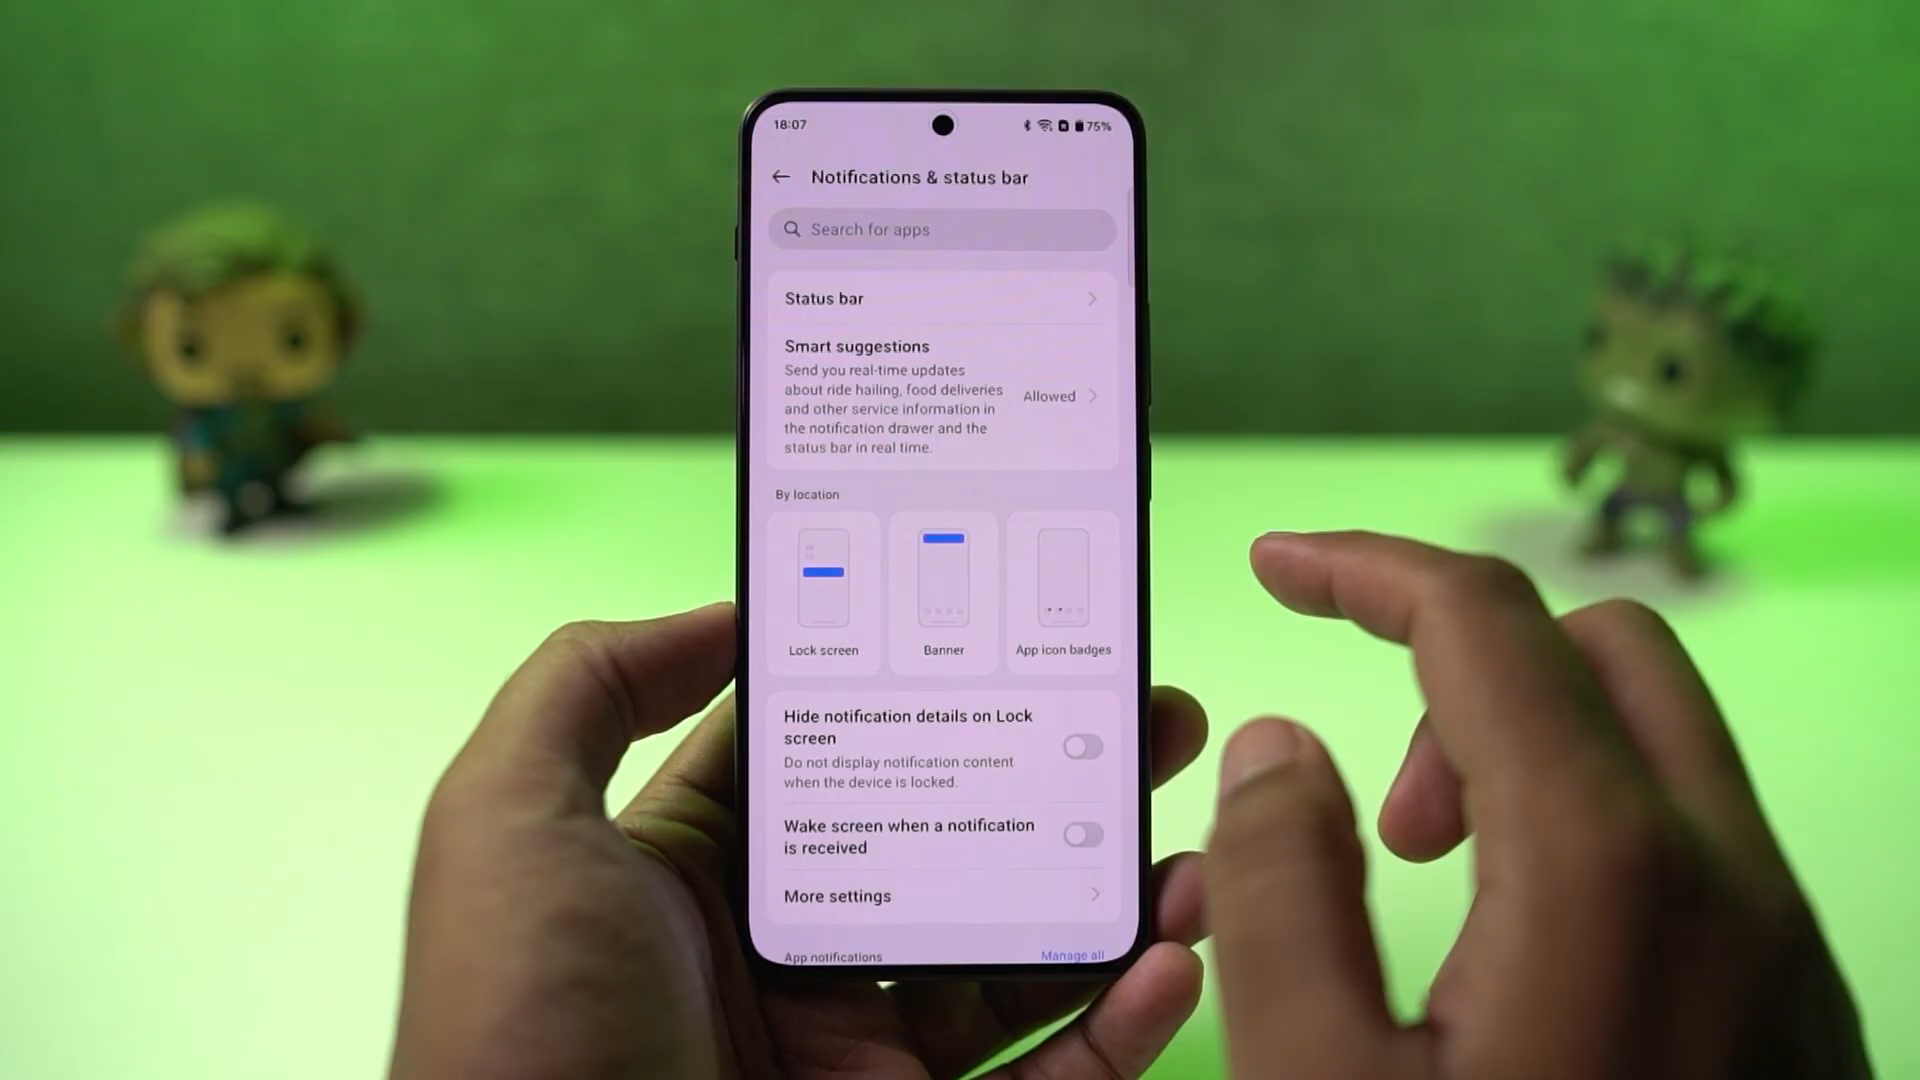 18:07
75%
Notifications & status bar
Search for apps
Status bar
Smart suggestions
Send you real-time updates
about ride hailing, food deliveries
and other service information in
the notification drawer and the
status bar in real time.
Allowed
By location
Lock screen
Banner
App icon badges
Hide notification details on Lock
screen
Do not display notification content
when the device is locked.
Wake screen when a notification
is received
More settings
App notifications
Manage all